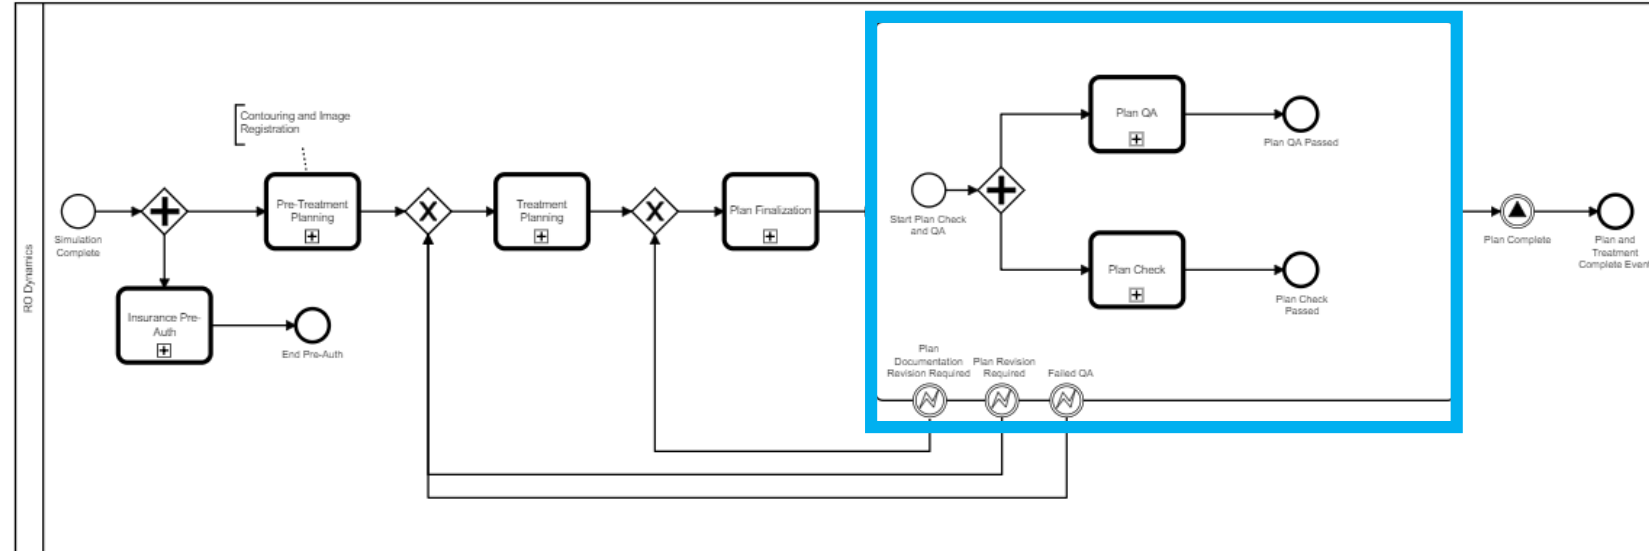 RO Dynamics
Simulation
Complete
Contouring and Image
Registration
Pre-Treatment
Planning
Insurance Pre-
Auth
End Pre-Auth
Treatment
Planning
Plan Finalization
Start Plan Check
and QA
Plan QA
Plan QA Passed
Plan Check
Plan Check
Passed
Plan
Documentation
Revision Required
Plan Revision
Required
Failed QA
Plan Complete
Plan and
Treatment
Complete Event